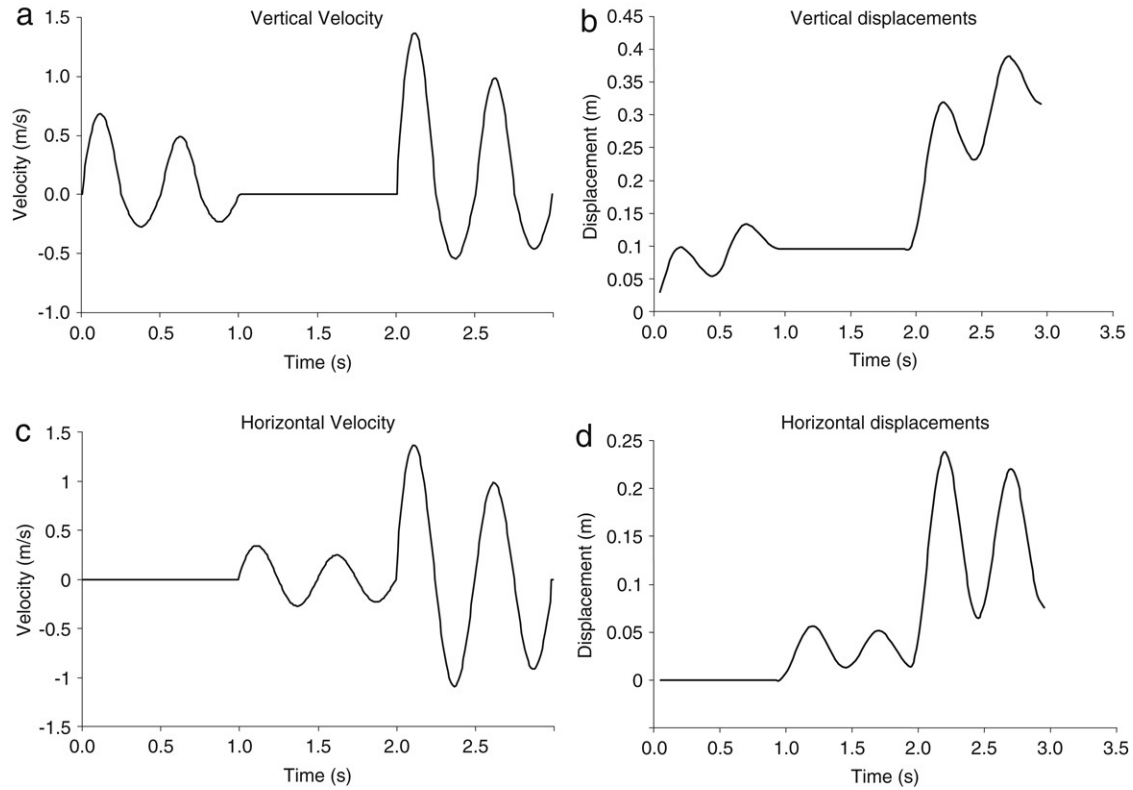 a
Vertical Velocity
1.5
1.0
0.5
0.0
-0.5
-1.0
Velocity (m/s)
0.0 0.5 1.0 1.5 2.0 2.5
Time (s)
b
Vertical displacements
0.45
0.4
0.35
0.3
0.25
0.2
0.15
0.1
0.05
0
Displacement (m)
0.0 0.5 1.0 1.5 2.0 2.5 3.0 3.5
Time (s)
c
Horizontal Velocity
1.5
1
0.5
0
-0.5
-1
-1.5
Velocity (m/s)
0.0 0.5 1.0 1.5 2.0 2.5
Time (s)
d
Horizontal displacements
0.25
0.2
0.15
0.1
0.05
0
Displacement (m)
0.0 0.5 1.0 1.5 2.0 2.5 3.0 3.5
Time (s)